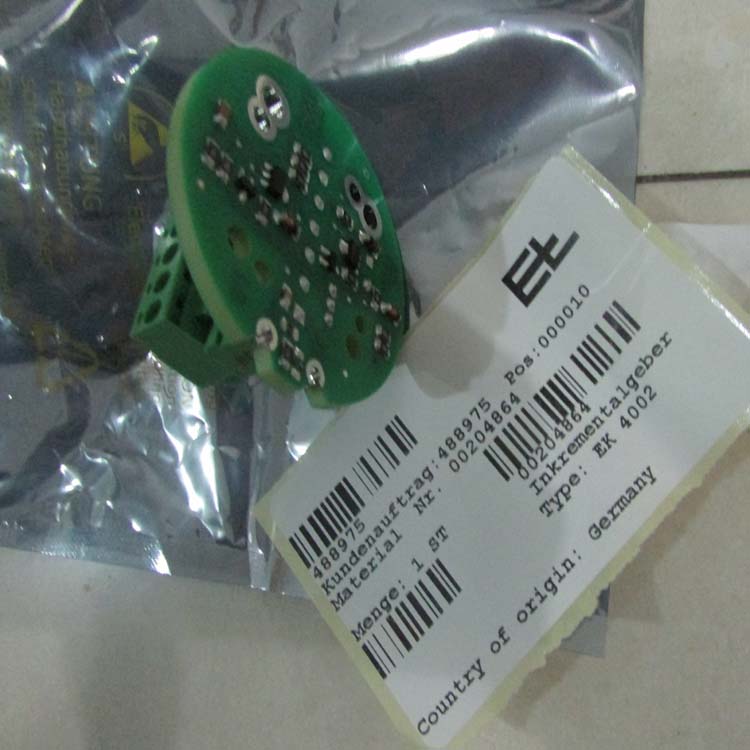 E+L
488975
Kundenauftrag:488975 Pos:000010
Material Nr. 00204864
00204864
Inkrementalgeber
Type: EK 4002
Menge: 1 ST
Country of origin: Germany